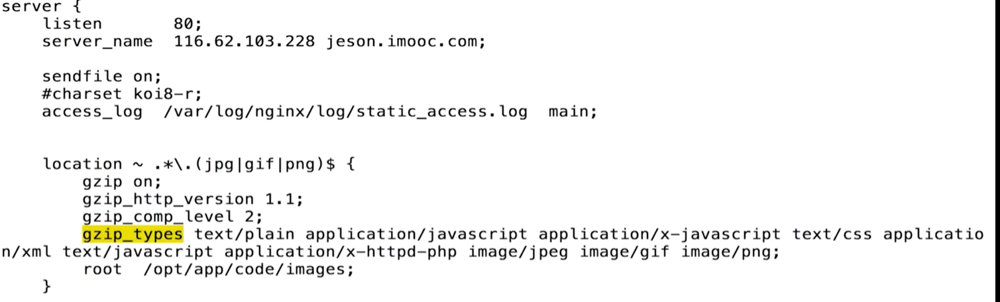 server {
    listen       80;
    server_name  116.62.103.228 jeson.imooc.com;
    sendfile on;
    #charset koi8-r;
    access_log  /var/log/nginx/log/static_access.log  main;
    location ~ .*\.(jpg|gif|png)$ {
        gzip on;
        gzip_http_version 1.1;
        gzip_comp_level 2;
        gzip_types text/plain application/javascript application/x-javascript text/css applicatio
n/xml text/javascript application/x-httpd-php image/jpeg image/gif image/png;
        root  /opt/app/code/images;
    }